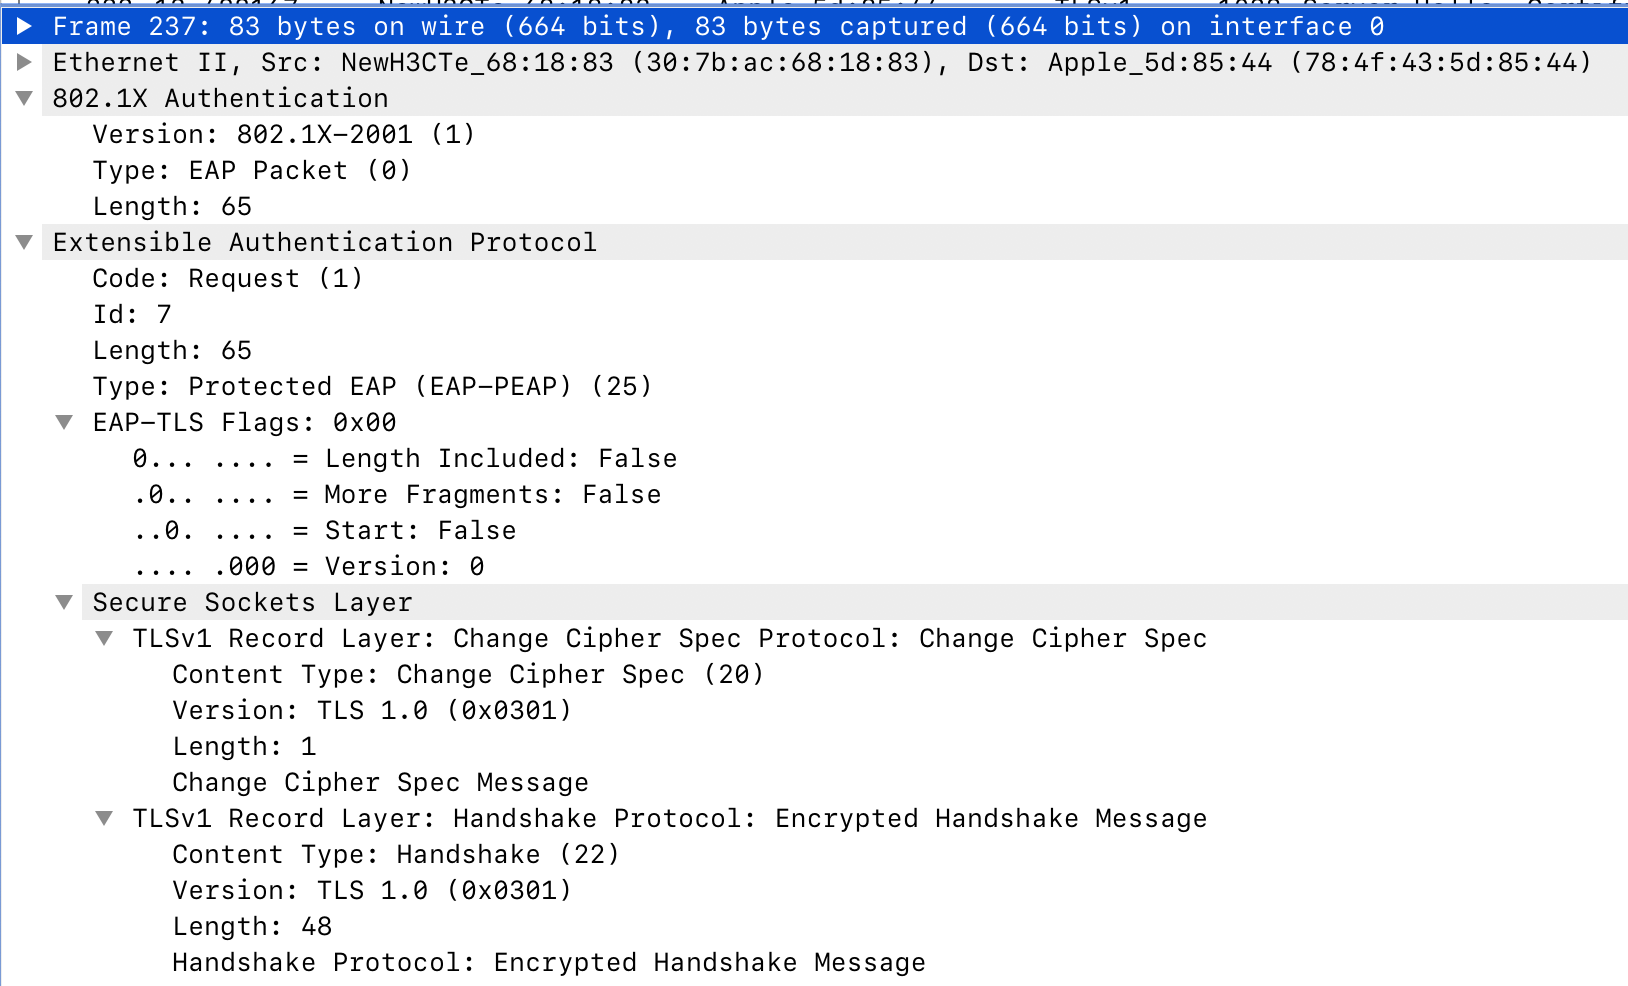 Frame 237: 83 bytes on wire (664 bits), 83 bytes captured (664 bits) on interface 0
Ethernet II, Src: NewH3CTe_68:18:83 (30:7b:ac:68:18:83), Dst: Apple_5d:85:44 (78:4f:43:5d:85:44)
802.1X Authentication
Version: 802.1X-2001 (1)
Type: EAP Packet (0)
Length: 65
Extensible Authentication Protocol
Code: Request (1)
Id: 7
Length: 65
Type: Protected EAP (EAP-PEAP) (25)
EAP-TLS Flags: 0x00
0... .... = Length Included: False
.0.. .... = More Fragments: False
..0. .... = Start: False
.... .000 = Version: 0
Secure Sockets Layer
TLSv1 Record Layer: Change Cipher Spec Protocol: Change Cipher Spec
Content Type: Change Cipher Spec (20)
Version: TLS 1.0 (0x0301)
Length: 1
Change Cipher Spec Message
TLSv1 Record Layer: Handshake Protocol: Encrypted Handshake Message
Content Type: Handshake (22)
Version: TLS 1.0 (0x0301)
Length: 48
Handshake Protocol: Encrypted Handshake Message